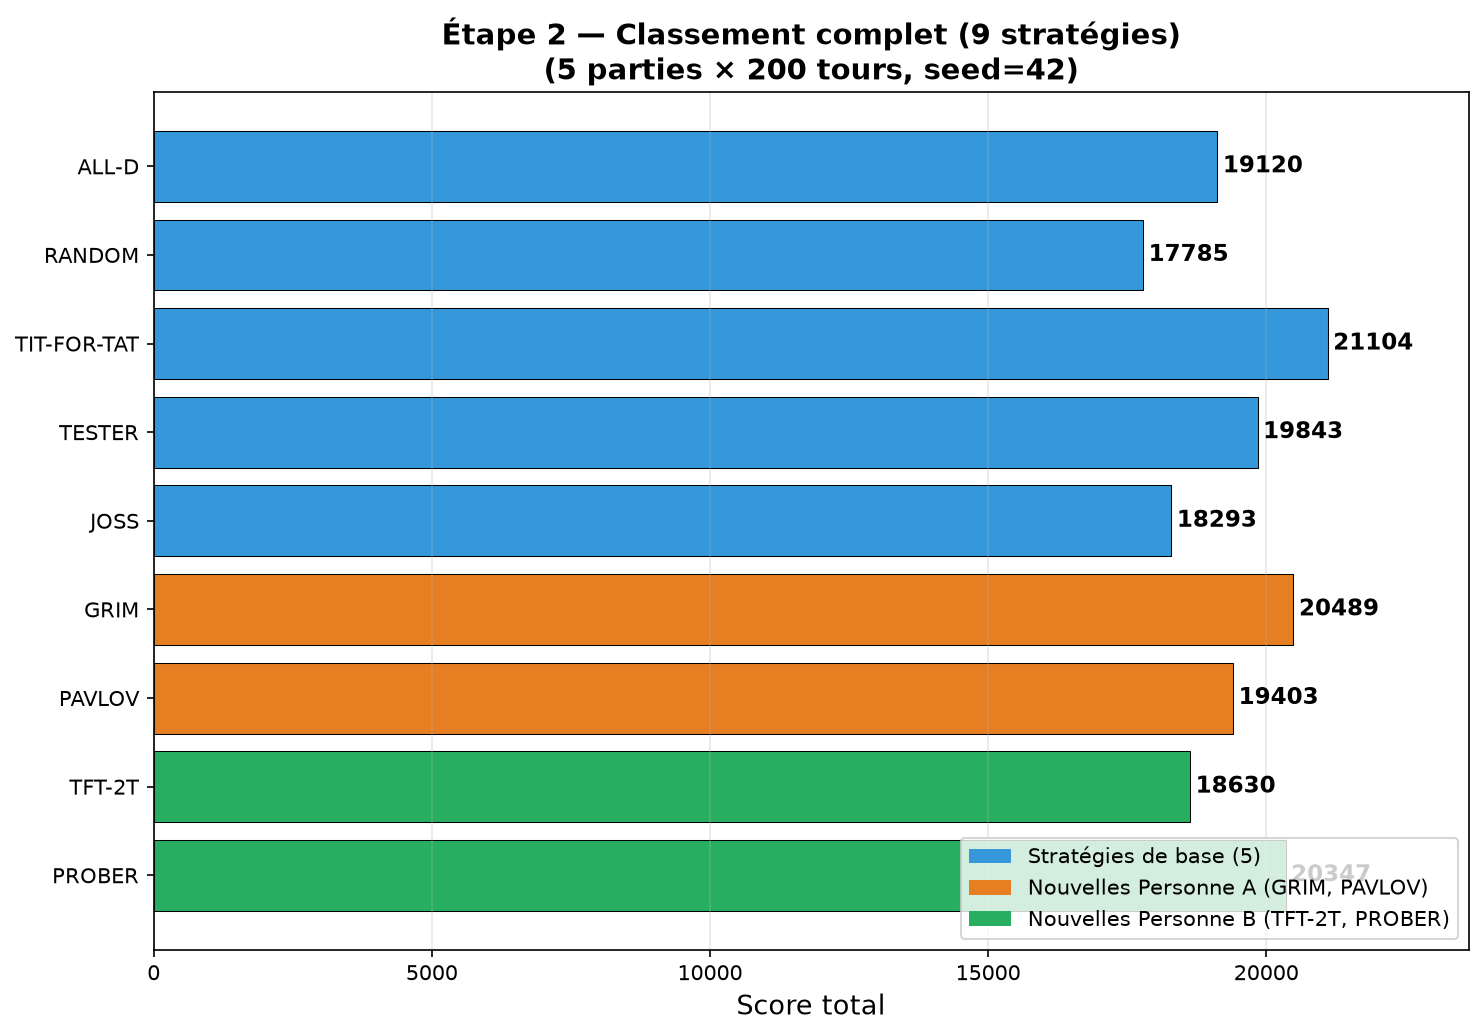 Étape 2 — Classement complet (9 stratégies)
(5 parties × 200 tours, seed=42)
ALL-D 19120
RANDOM 17785
TIT-FOR-TAT 21104
TESTER 19843
JOSS 18293
GRIM 20489
PAVLOV 19403
TFT-2T 18630
PROBER 20347
Stratégies de base (5)
Nouvelles Personne A (GRIM, PAVLOV)
Nouvelles Personne B (TFT-2T, PROBER)
0 5000 10000 15000 20000
Score total